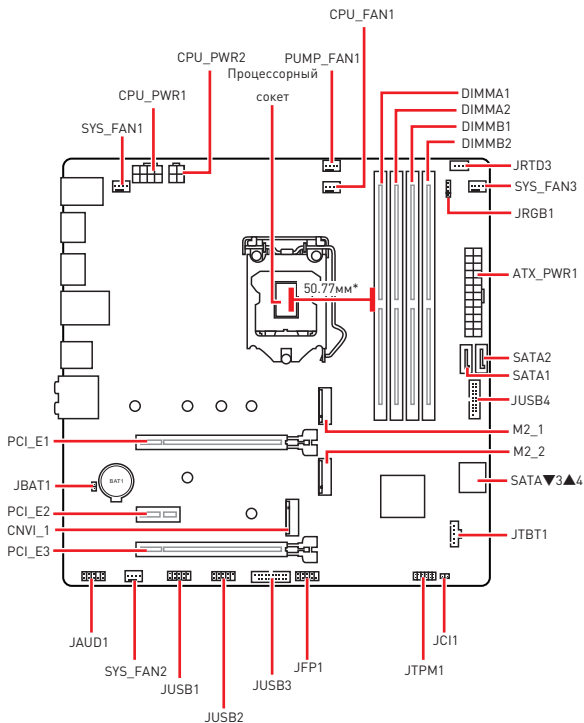 CPU_FAN1
CPU_PWR2
PUMP_FAN1
Процессорный
сокет
CPU_PWR1
SYS_FAN1
DIMMA1
DIMMA2
DIMMB1
DIMMB2
JRTD3
SYS_FAN3
JRGB1
50.77мм*
ATX_PWR1
SATA2
SATA1
JUSB4
M2_1
PCI_E1
M2_2
BAT1
JBAT1
SATA▼3▲4
PCI_E2
CNVI_1
PCI_E3
JTBT1
JAUD1
SYS_FAN2
JUSB1
JUSB2
JUSB3
JFP1
JTPM1
JCI1